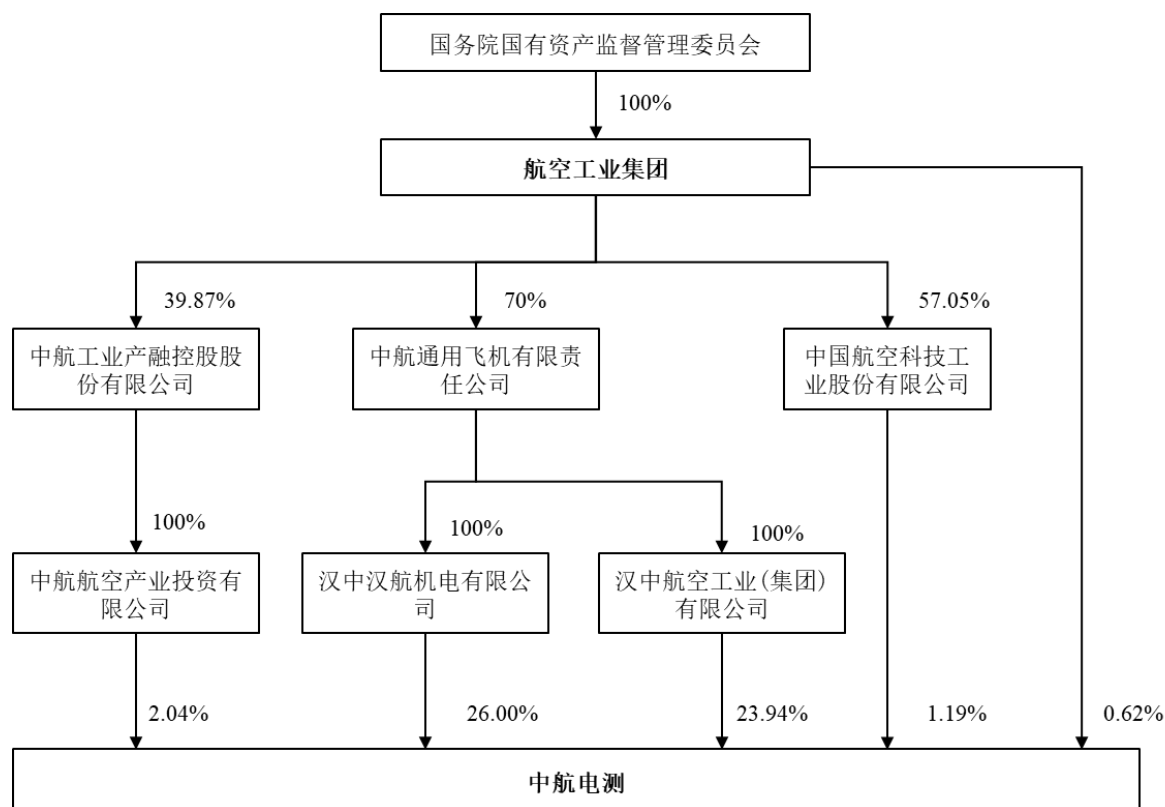 国务院国有资产监督管理委员会
100%
航空工业集团
39.87%
70%
57.05%
中航工业产融控股股
份有限公司
中航通用飞机有限责
任公司
中国航空科技工
业股份有限公司
100%
100%
100%
中航航空产业投资有
限公司
汉中汉航机电有限公
司
汉中航空工业(集团)
有限公司
2.04%
26.00%
23.94%
1.19%
0.62%
中航电测